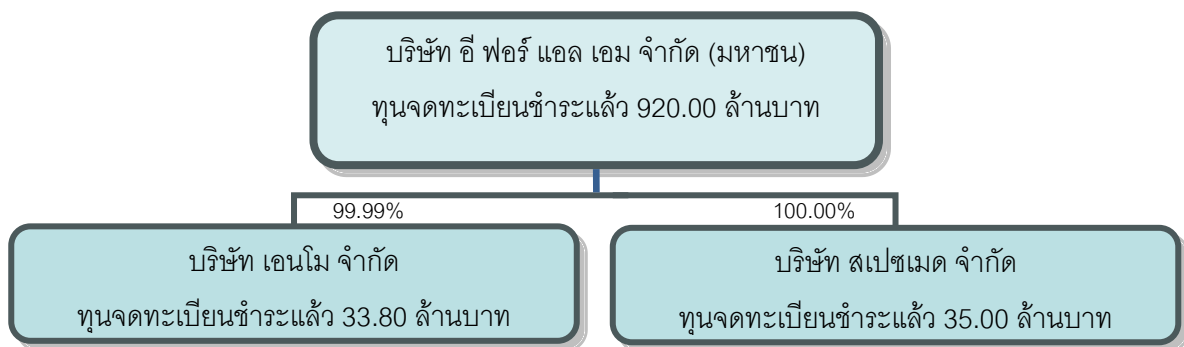 บริษัท อี ฟอร์ แอล เอม จำกัด (มหาชน)
ทุนจดทะเบียนชำระแล้ว 920.00 ล้านบาท
99.99%
100.00%
บริษัท เอนโม จำกัด
ทุนจดทะเบียนชำระแล้ว 33.80 ล้านบาท
บริษัท สเปซเมด จำกัด
ทุนจดทะเบียนชำระแล้ว 35.00 ล้านบาท